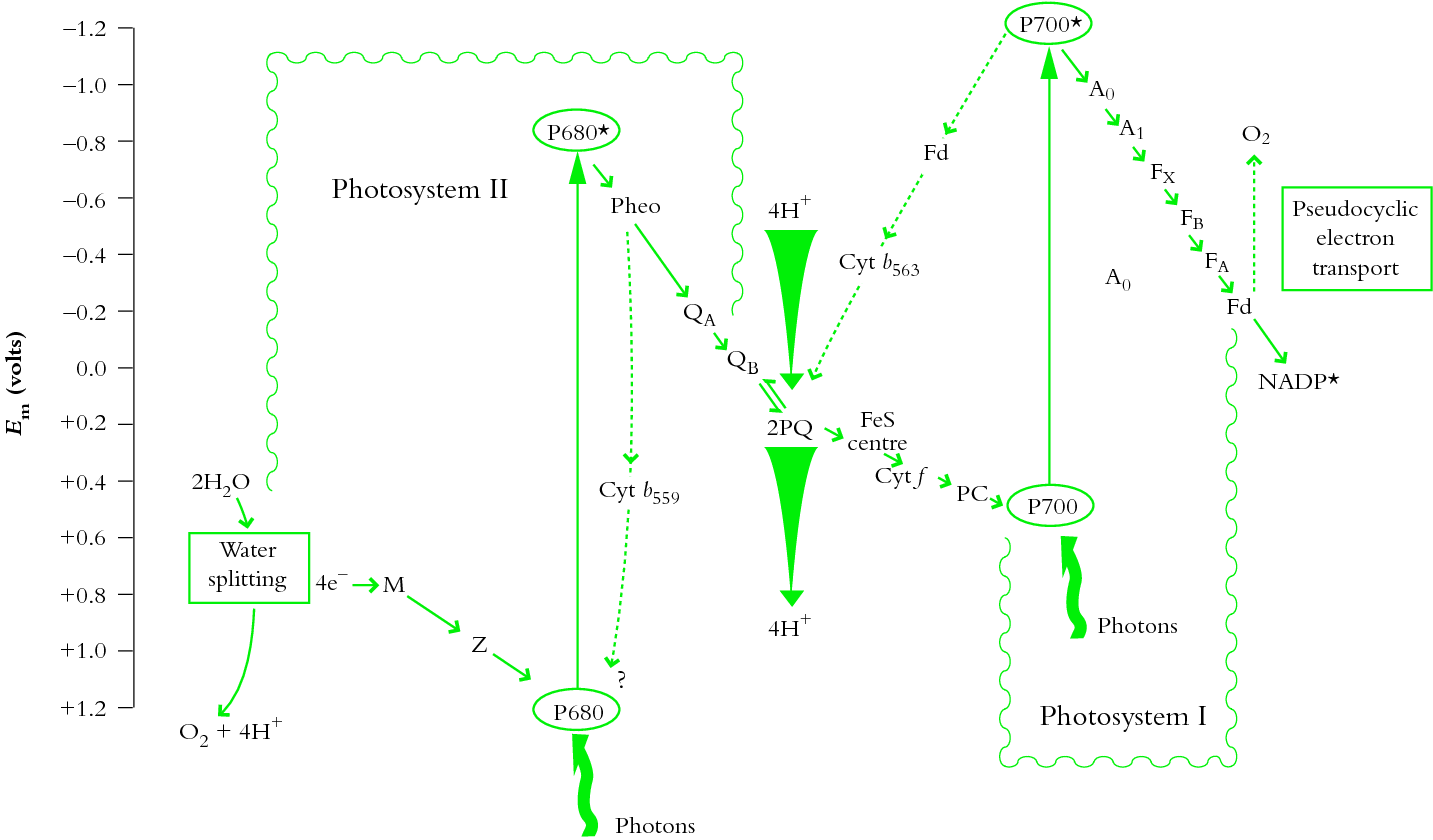 −1.2
−1.0
−0.8
−0.6
−0.4
−0.2
0.0
+0.2
+0.4
+0.6
+0.8
+1.0
+1.2
Em (volts)
Photosystem II
P680★
Pheo
QA
QB
Cyt b559
?
P680
Photons
2H2O
Water
splitting
4e−
M
Z
O2 + 4H+
4H+
2PQ
4H+
FeS
centre
Cyt f
PC
P700
Photons
Photosystem I
P700★
Fd
Cyt b563
A0
A1
FX
FB
FA
Fd
A0
O2
NADP★
Pseudocyclic
electron
transport